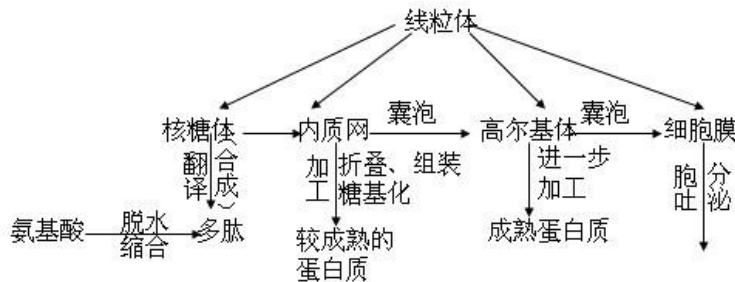 线粒体
核糖体 内质网 囊泡 高尔基体 囊泡 细胞膜
翻译 (合成)
加工 折叠、组装
糖基化
进一步
加工
胞吐 分泌
氨基酸 脱水
缩合 多肽
较成熟的
蛋白质
成熟蛋白质